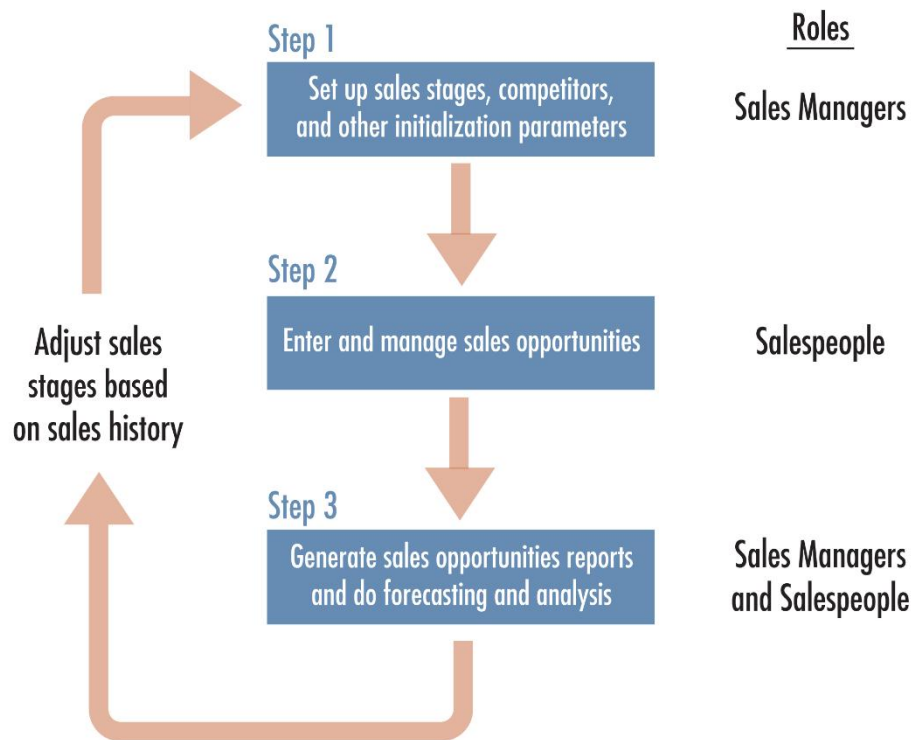 Roles
Step 1
Set up sales stages, competitors,
and other initialization parameters
Sales Managers
Step 2
Enter and manage sales opportunities
Salespeople
Adjust sales
stages based
on sales history
Step 3
Generate sales opportunities reports
and do forecasting and analysis
Sales Managers
and Salespeople